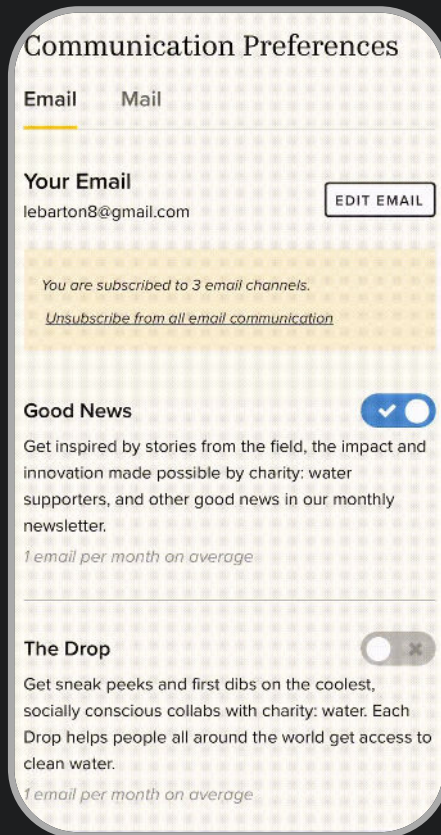 Communication Preferences
Email Mail
Your Email
lebarton8@gmail.com
EDIT EMAIL
You are subscribed to 3 email channels.
Unsubscribe from all email communication
Good News
Get inspired by stories from the field, the impact and
innovation made possible by charity: water
supporters, and other good news in our monthly
newsletter.
1 email per month on average
The Drop
Get sneak peeks and first dibs on the coolest,
socially conscious collabs with charity: water. Each
Drop helps people all around the world get access to
clean water.
1 email per month on average